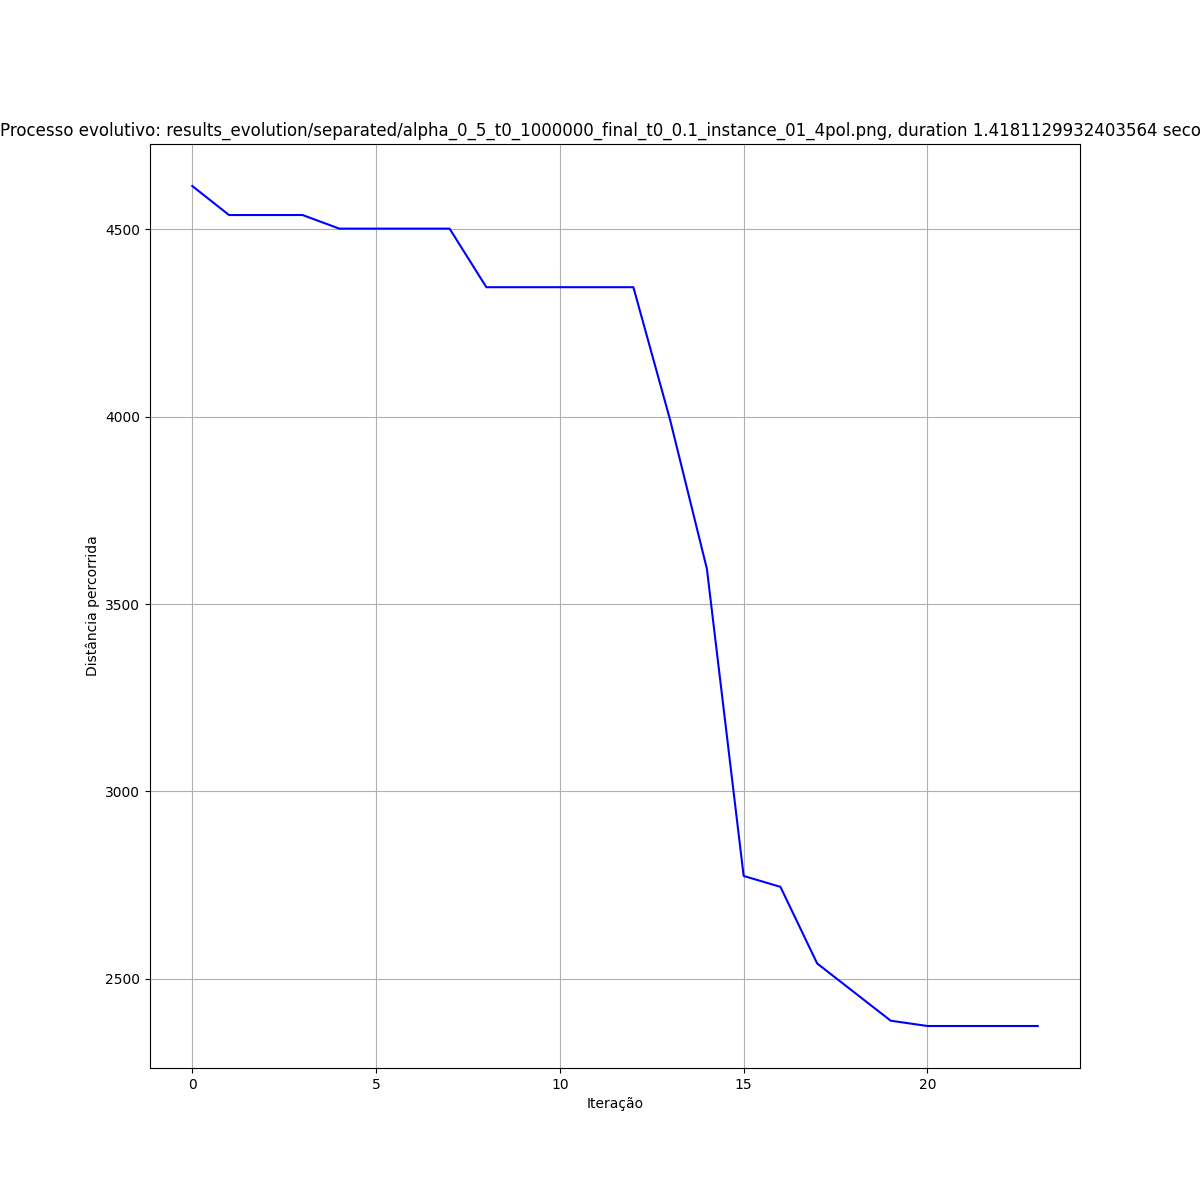 Processo evolutivo: results_evolution/separated/alpha_0_5_t0_1000000_final_t0_0.1_instance_01_4pol.png, duration 1.4181129932403564 seco
4500
4000
3500
3000
2500
Distância percorrida
0 5 10 15 20
Iteração